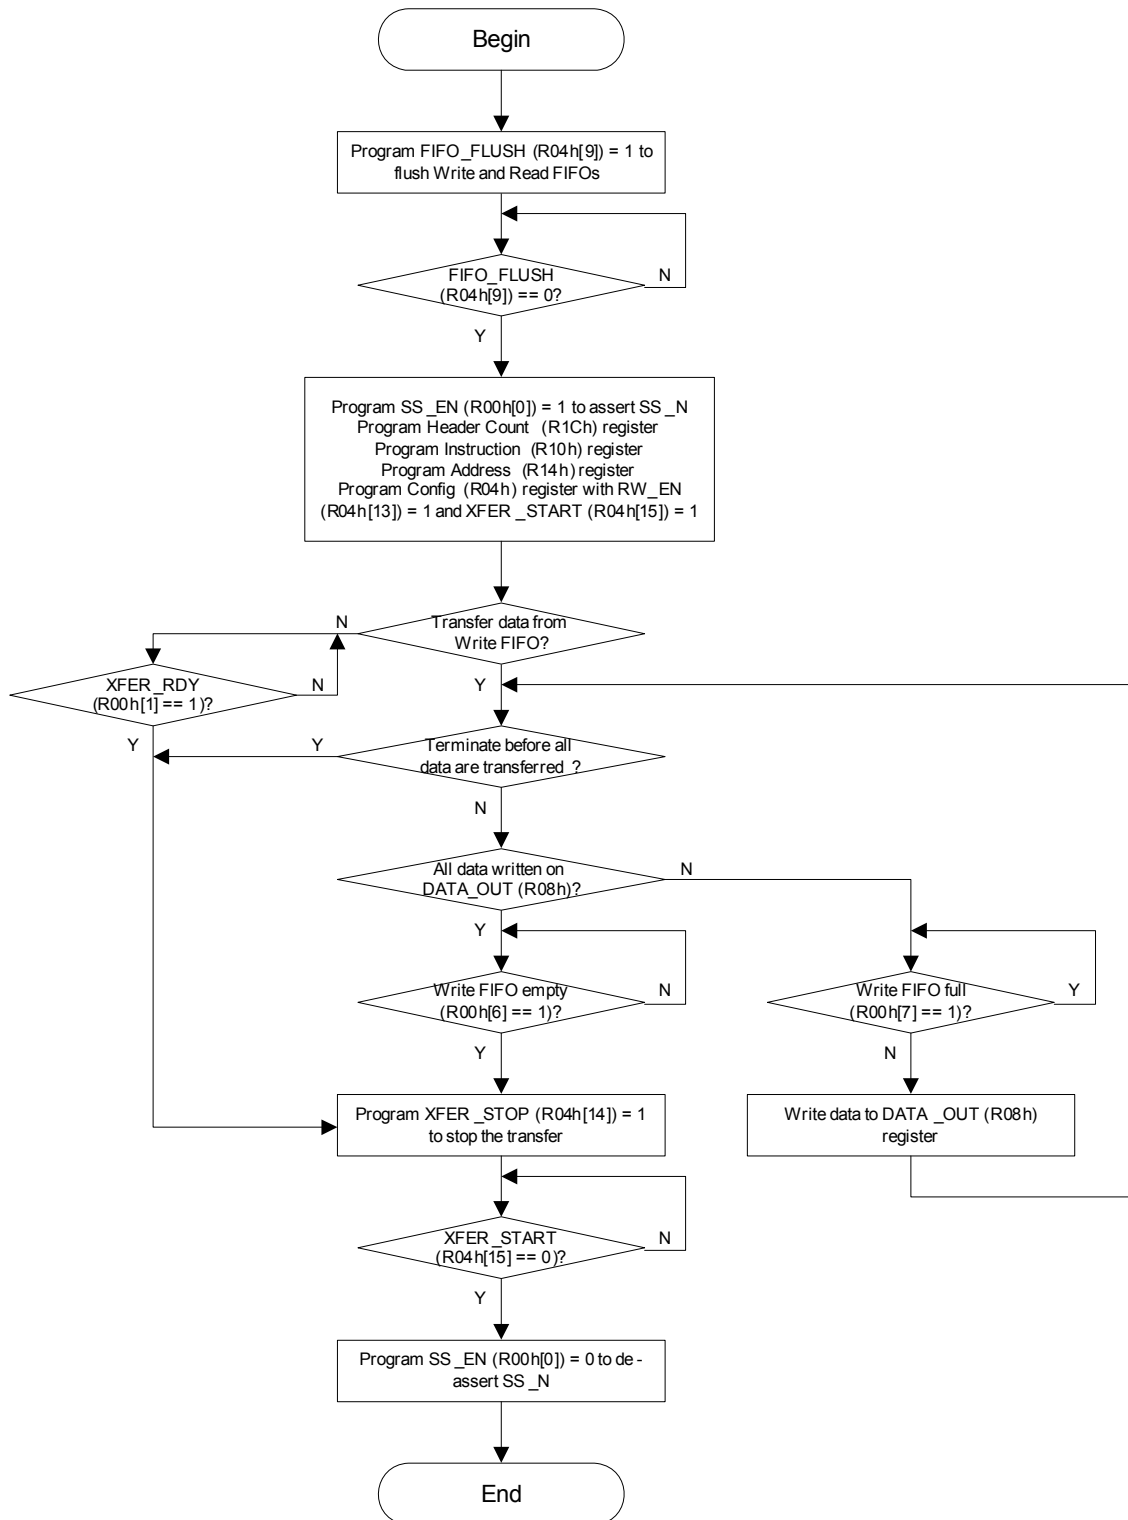 Begin
Program FIFO_FLUSH (R04h[9]) = 1 to
flush Write and Read FIFOs
FIFO_FLUSH
(R04h[9]) == 0?
N
Y
Program SS_EN (R00h[0]) = 1 to assert SS_N
Program Header Count (R1Ch) register
Program Instruction (R10h) register
Program Address (R14h) register
Program Config (R04h) register with RW_EN
(R04h[13]) = 1 and XFER_START (R04h[15]) = 1
Transfer data from
Write FIFO?
N
Y
XFER_RDY
(R00h[1] == 1)?
N
Y
Terminate before all
data are transferred ?
Y
N
All data written on
DATA_OUT (R08h)?
N
Y
Write FIFO empty
(R00h[6] == 1)?
N
Y
Write FIFO full
(R00h[7] == 1)?
Y
N
Program XFER_STOP (R04h[14]) = 1
to stop the transfer
Write data to DATA_OUT (R08h)
register
XFER_START
(R04h[15] == 0)?
N
Y
Program SS_EN (R00h[0]) = 0 to de-
assert SS_N
End